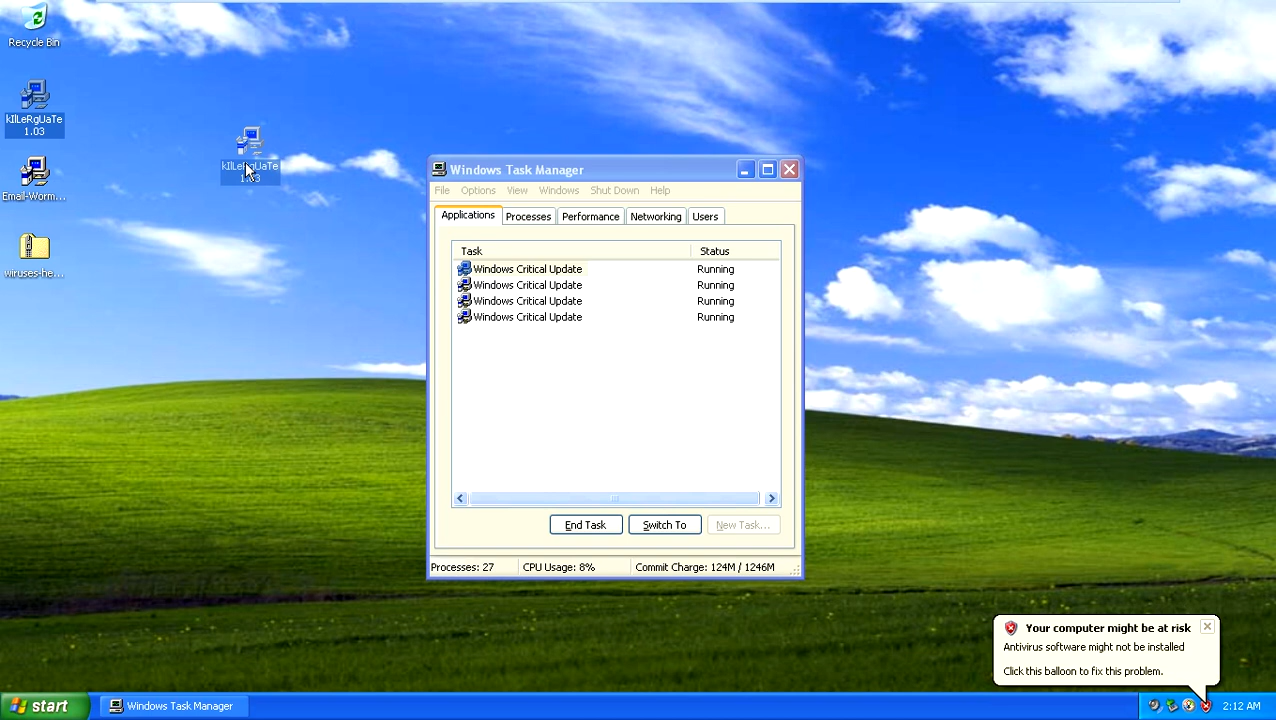 Recycle Bin
kIlLeRgUaTe
1.03
Email-Worm...
viruses-he...
kIlLeRgUaTe
1.03
Windows Task Manager
File Options View Windows Shut Down Help
Applications Processes Performance Networking Users
Task Status
Windows Critical Update Running
Windows Critical Update Running
Windows Critical Update Running
Windows Critical Update Running
End Task Switch To New Task...
Processes: 27 CPU Usage: 8% Commit Charge: 124M / 1246M
Your computer might be at risk
Antivirus software might not be installed
Click this balloon to fix this problem.
start Windows Task Manager 2:12 AM